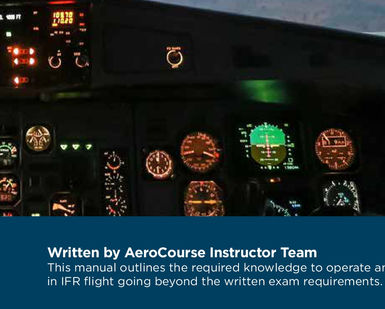 Written by AeroCourse Instructor Team
This manual outlines the required knowledge to operate
in IFR flight going beyond the written exam requirements.